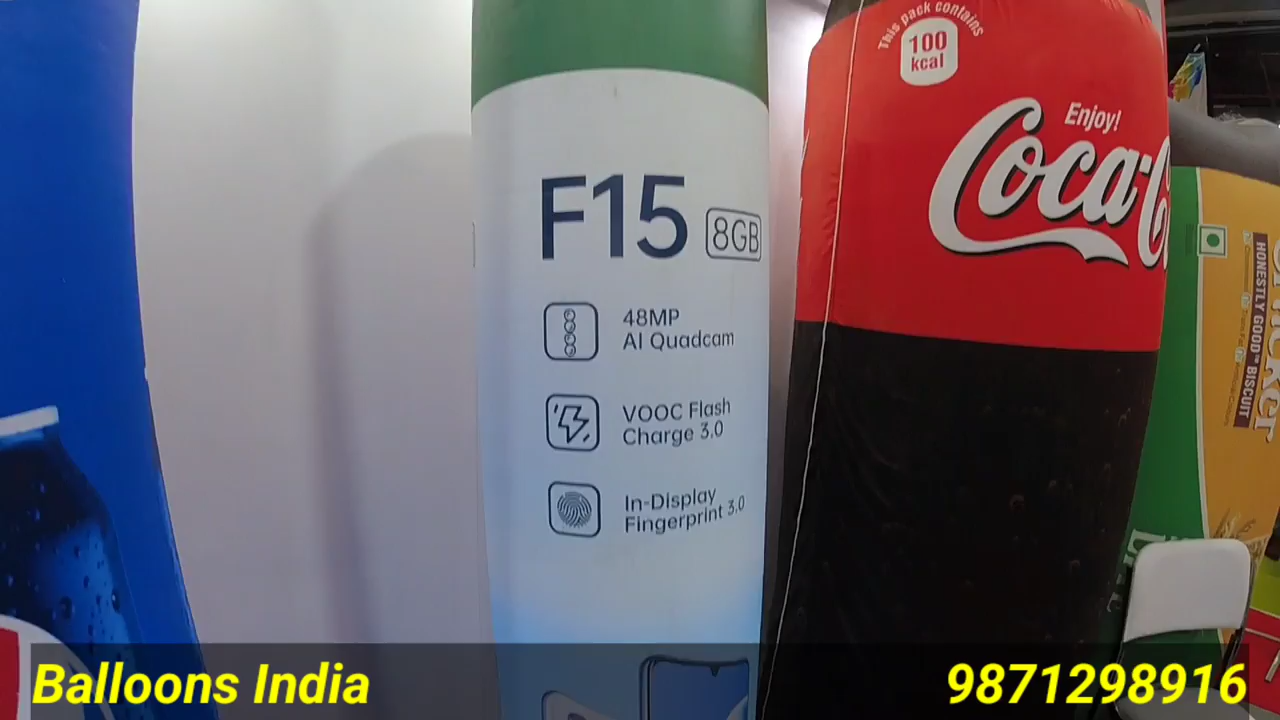 This pack contains
100
kcal
Enjoy!
Coca-C
F15 8GB
48MP
AI Quadcam
VOOC Flash
Charge 3.0
In-Display
Fingerprint 3.0
HONESTLY GOOD™ BISCUIT
Balloons India
9871298916